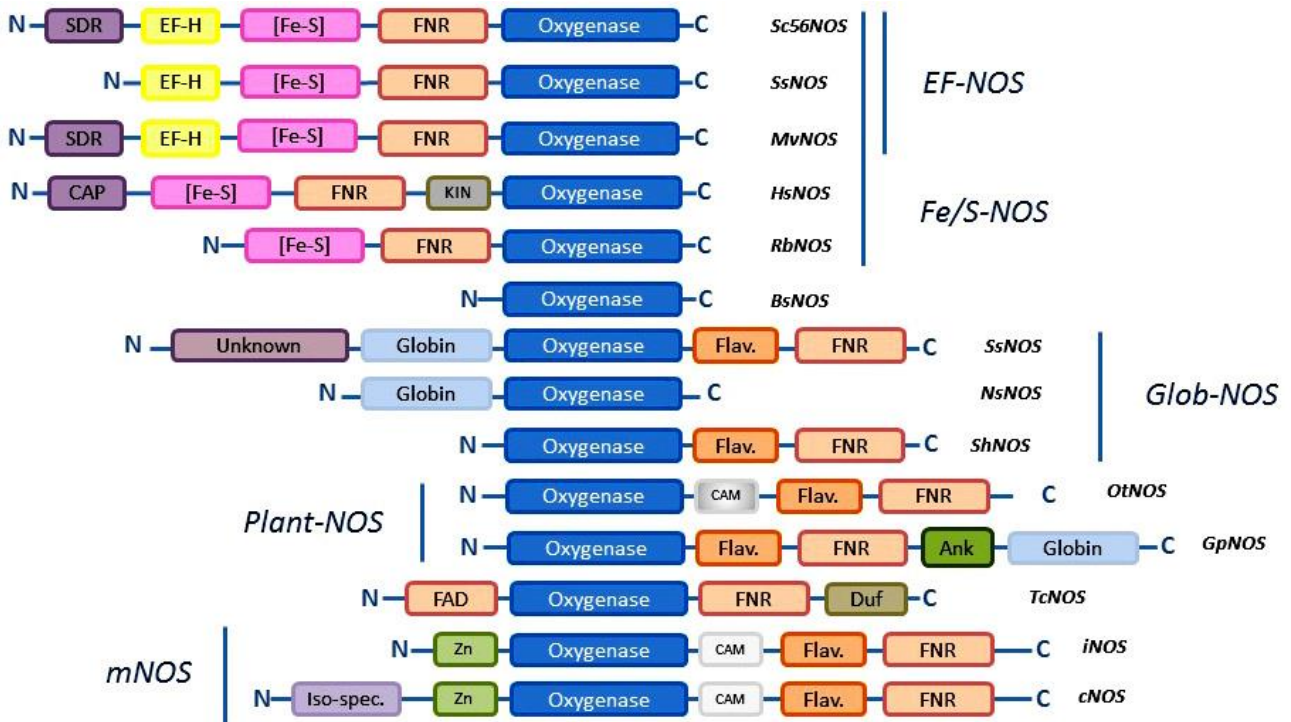 N SDR EF-H [Fe-S] FNR Oxygenase C Sc56NOS
N EF-H [Fe-S] FNR Oxygenase C SsNOS
EF-NOS
N SDR EF-H [Fe-S] FNR Oxygenase C MvNOS
N CAP [Fe-S] FNR KIN Oxygenase C HsNOS
Fe/S-NOS
N [Fe-S] FNR Oxygenase C RbNOS
N Oxygenase C BsNOS
N Unknown Globin Oxygenase Flav. FNR C SsNOS
N Globin Oxygenase C NsNOS
Glob-NOS
N Oxygenase Flav. FNR C ShNOS
N Oxygenase CAM Flav. FNR C OtNOS
Plant-NOS
N Oxygenase Flav. FNR Ank Globin C GpNOS
N FAD Oxygenase FNR Duf C TcNOS
N Zn Oxygenase CAM Flav. FNR C iNOS
mNOS
N Iso-spec. Zn Oxygenase CAM Flav. FNR C cNOS